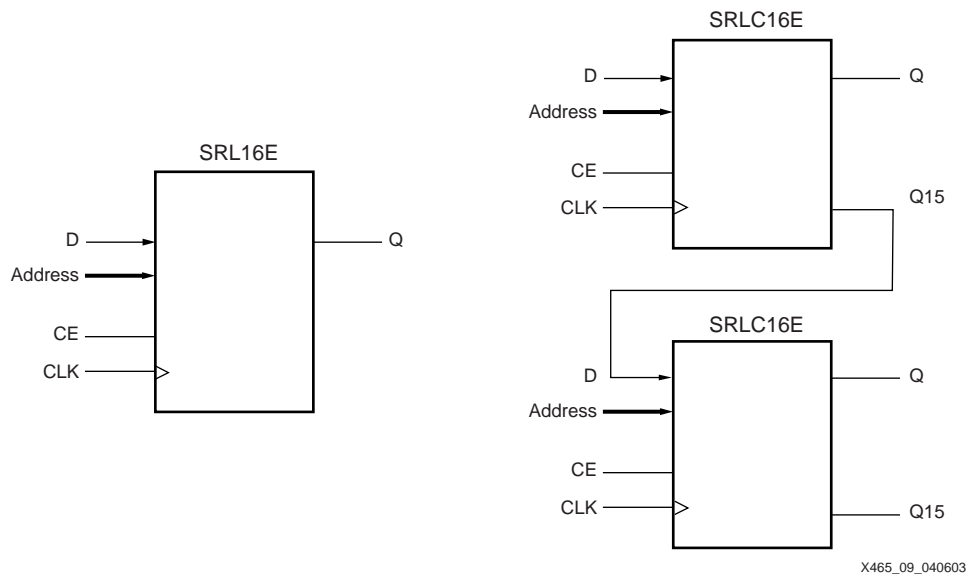 SRL16E
D
Address
CE
CLK
Q
SRLC16E
D
Address
CE
CLK
Q
Q15
SRLC16E
D
Address
CE
CLK
Q
Q15
X465_09_040603